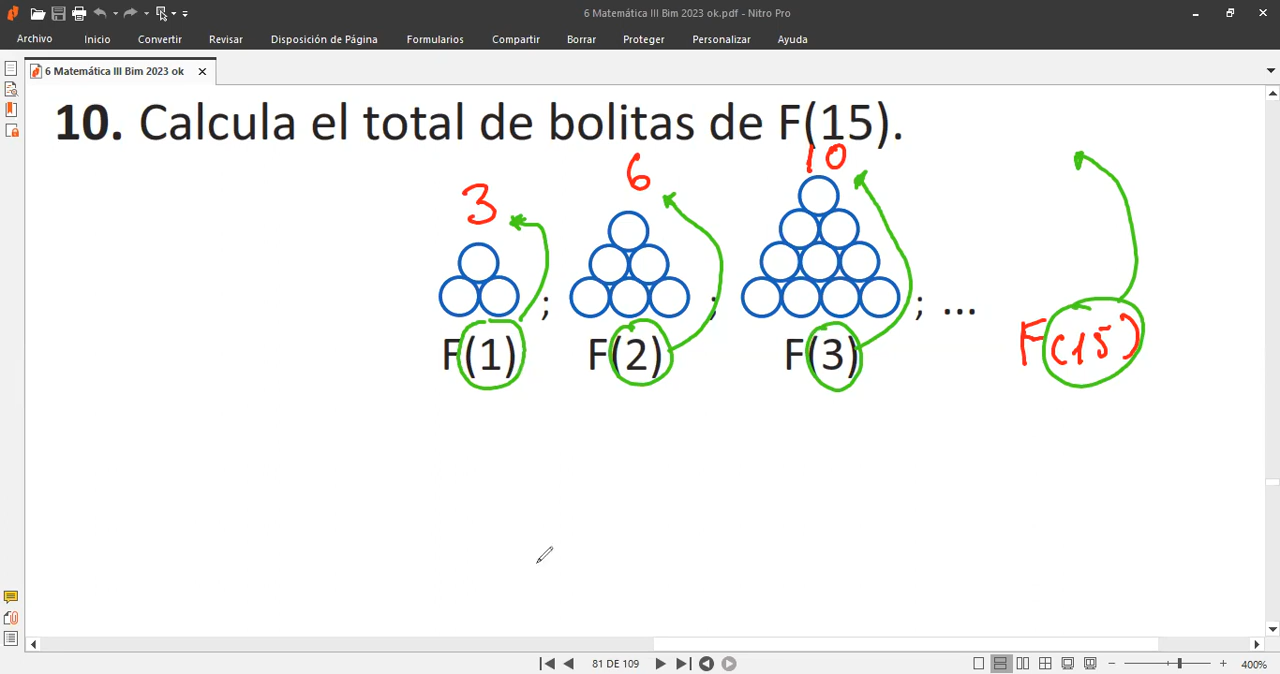 6 Matemática III Bim 2023 ok.pdf - Nitro Pro
Archivo Inicio Convertir Revisar Disposición de Página Formularios Compartir Borrar Proteger Personalizar Ayuda
6 Matemática III Bim 2023 ok
10. Calcula el total de bolitas de F(15).
3 6 10
; ; ; ...
F(1) F(2) F(3) F(15)
81 DE 109
400%